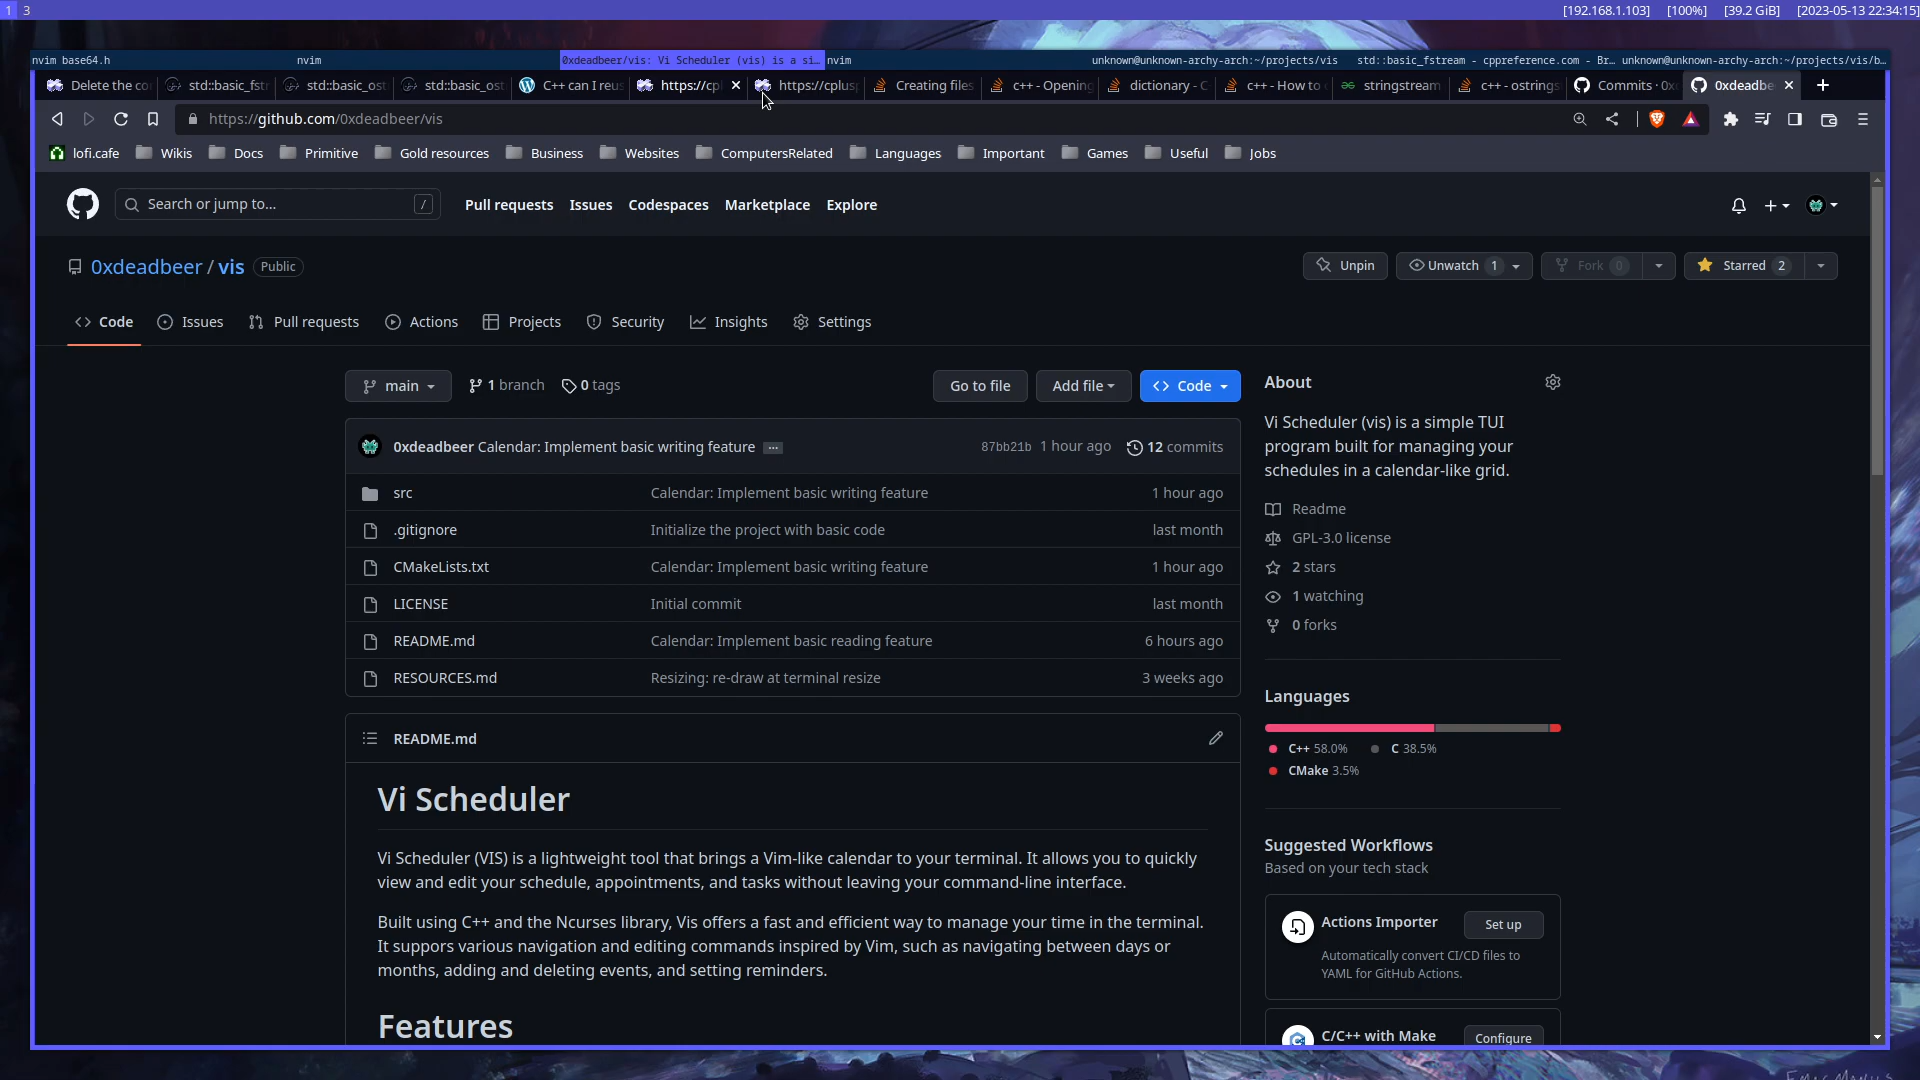 1 3
[192.168.1.103] [100%] [39.2 GiB] [2023-05-13 22:34:15]
nvim base64.h
nvim
0xdeadbeer/vis: Vi Scheduler (vis) is a si…
nvim
unknown@unknown-archy-arch:~/projects/vis
std::basic_fstream - cppreference.com - Br…
unknown@unknown-archy-arch:~/projects/vis/b…
Delete the co
std::basic_fstr
std::basic_ost
std::basic_ost
C++ can I reus
https://cpl
https://cplusp
Creating files
c++ - Opening
dictionary - C
c++ - How to
stringstream
c++ - ostrings
Commits · 0x
0xdeadbe
https://github.com/0xdeadbeer/vis
lofi.cafe
Wikis
Docs
Primitive
Gold resources
Business
Websites
ComputersRelated
Languages
Important
Games
Useful
Jobs
Search or jump to... /
Pull requests Issues Codespaces Marketplace Explore
0xdeadbeer / vis Public
Unpin
Unwatch 1
Fork 0
Starred 2
Code
Issues
Pull requests
Actions
Projects
Security
Insights
Settings
main
1 branch
0 tags
Go to file
Add file
Code
0xdeadbeer Calendar: Implement basic writing feature ...
87bb21b 1 hour ago 12 commits
src Calendar: Implement basic writing feature 1 hour ago
.gitignore Initialize the project with basic code last month
CMakeLists.txt Calendar: Implement basic writing feature 1 hour ago
LICENSE Initial commit last month
README.md Calendar: Implement basic reading feature 6 hours ago
RESOURCES.md Resizing: re-draw at terminal resize 3 weeks ago
README.md
Vi Scheduler
Vi Scheduler (VIS) is a lightweight tool that brings a Vim-like calendar to your terminal. It allows you to quickly
view and edit your schedule, appointments, and tasks without leaving your command-line interface.
Built using C++ and the Ncurses library, Vis offers a fast and efficient way to manage your time in the terminal.
It suppors various navigation and editing commands inspired by Vim, such as navigating between days or
months, adding and deleting events, and setting reminders.
Features
About
Vi Scheduler (vis) is a simple TUI
program built for managing your
schedules in a calendar-like grid.
Readme
GPL-3.0 license
2 stars
1 watching
0 forks
Languages
C++ 58.0%
C 38.5%
CMake 3.5%
Suggested Workflows
Based on your tech stack
Actions Importer
Set up
Automatically convert CI/CD files to
YAML for GitHub Actions.
C/C++ with Make
Configure